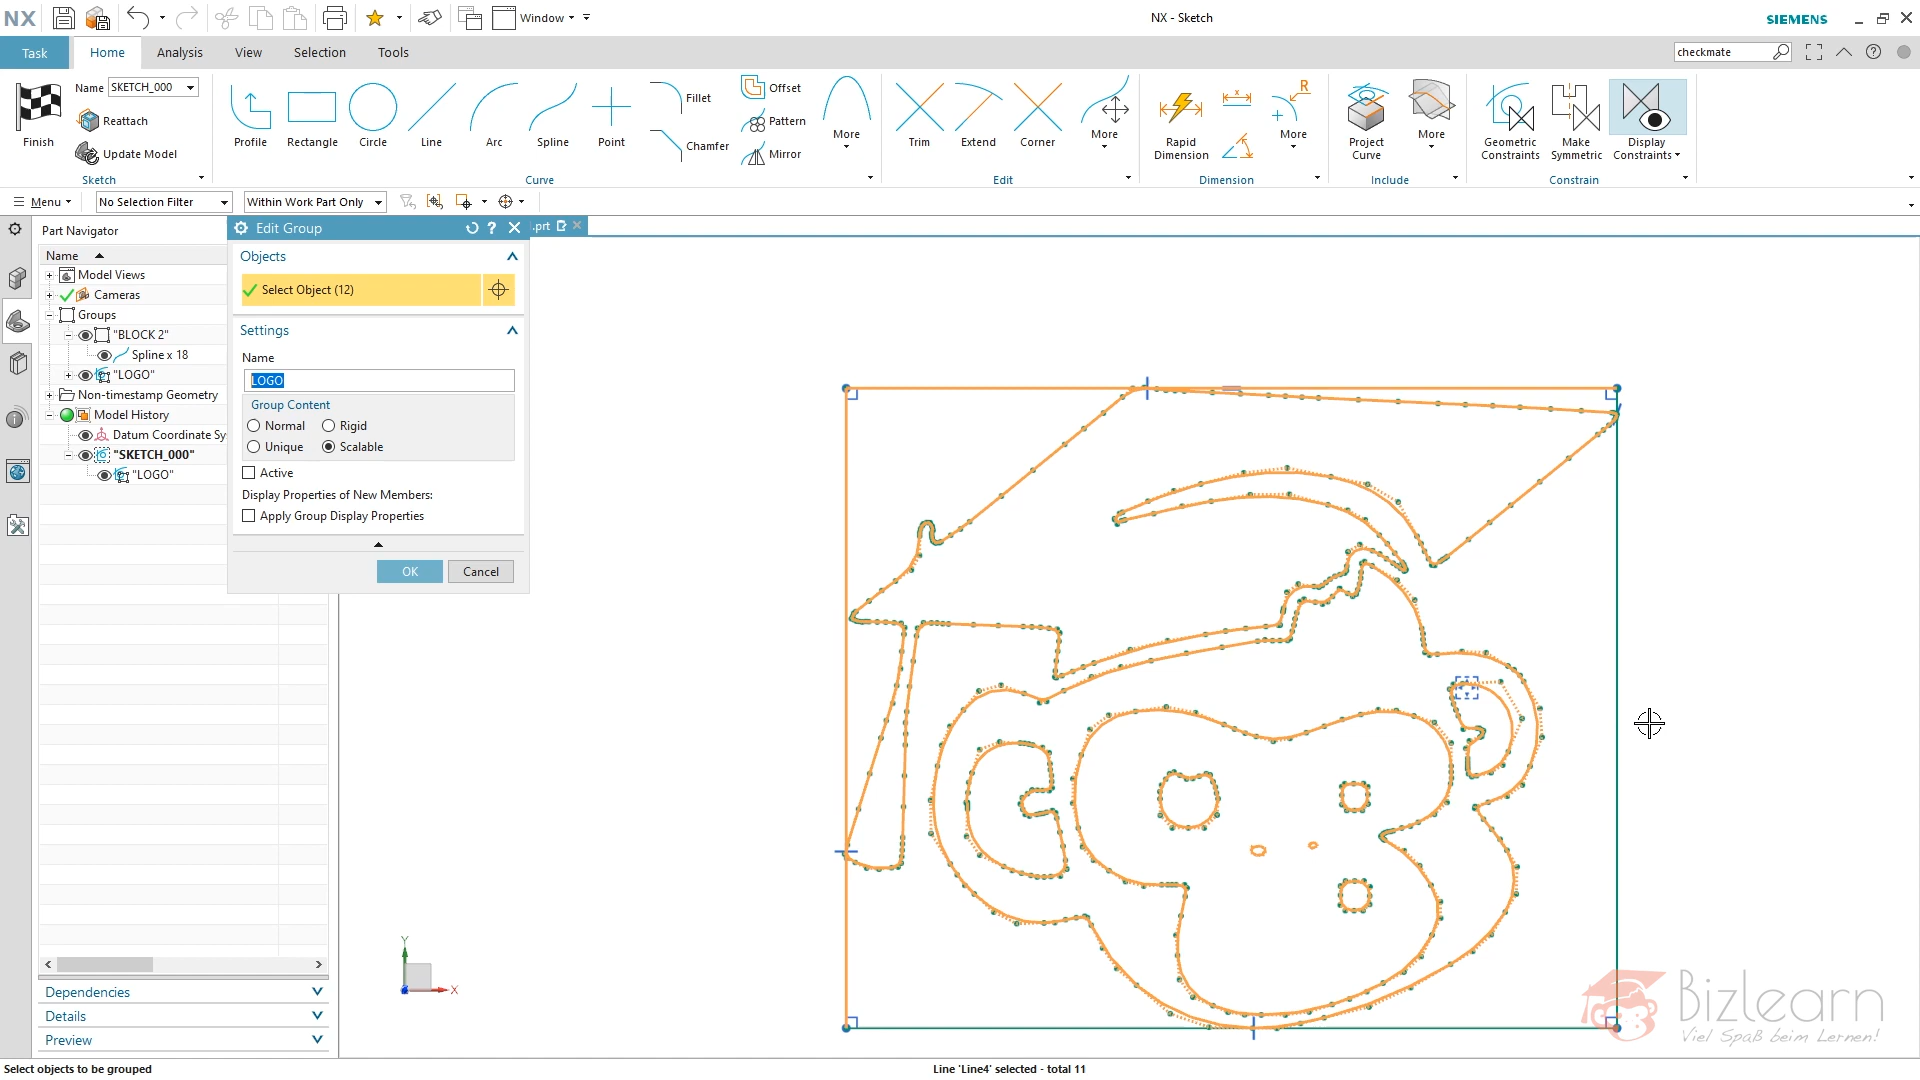 NX
Window
NX - Sketch
SIEMENS
Task
Home
Analysis
View
Selection
Tools
checkmate
Finish
Name SKETCH_000
Reattach
Update Model
Sketch
Profile
Rectangle
Circle
Line
Arc
Spline
Point
Fillet
Chamfer
Offset
Pattern
Mirror
More
Curve
Trim
Extend
Corner
More
Edit
Rapid
Dimension
More
Dimension
Project
Curve
More
Include
Geometric
Constraints
Make
Symmetric
Display
Constraints
Constrain
Menu
No Selection Filter
Within Work Part Only
Part Navigator
Name
Model Views
Cameras
Groups
"BLOCK 2"
Spline x 18
"LOGO"
Non-timestamp Geometry
Model History
Datum Coordinate Sy
"SKETCH_000"
"LOGO"
Dependencies
Details
Preview
Edit Group
.prt
Objects
Select Object (12)
Settings
Name
LOGO
Group Content
Normal
Rigid
Unique
Scalable
Active
Display Properties of New Members:
Apply Group Display Properties
OK
Cancel
Y
X
Bizlearn
Viel Spaß beim Lernen!
Select objects to be grouped
Line 'Line4' selected - total 11